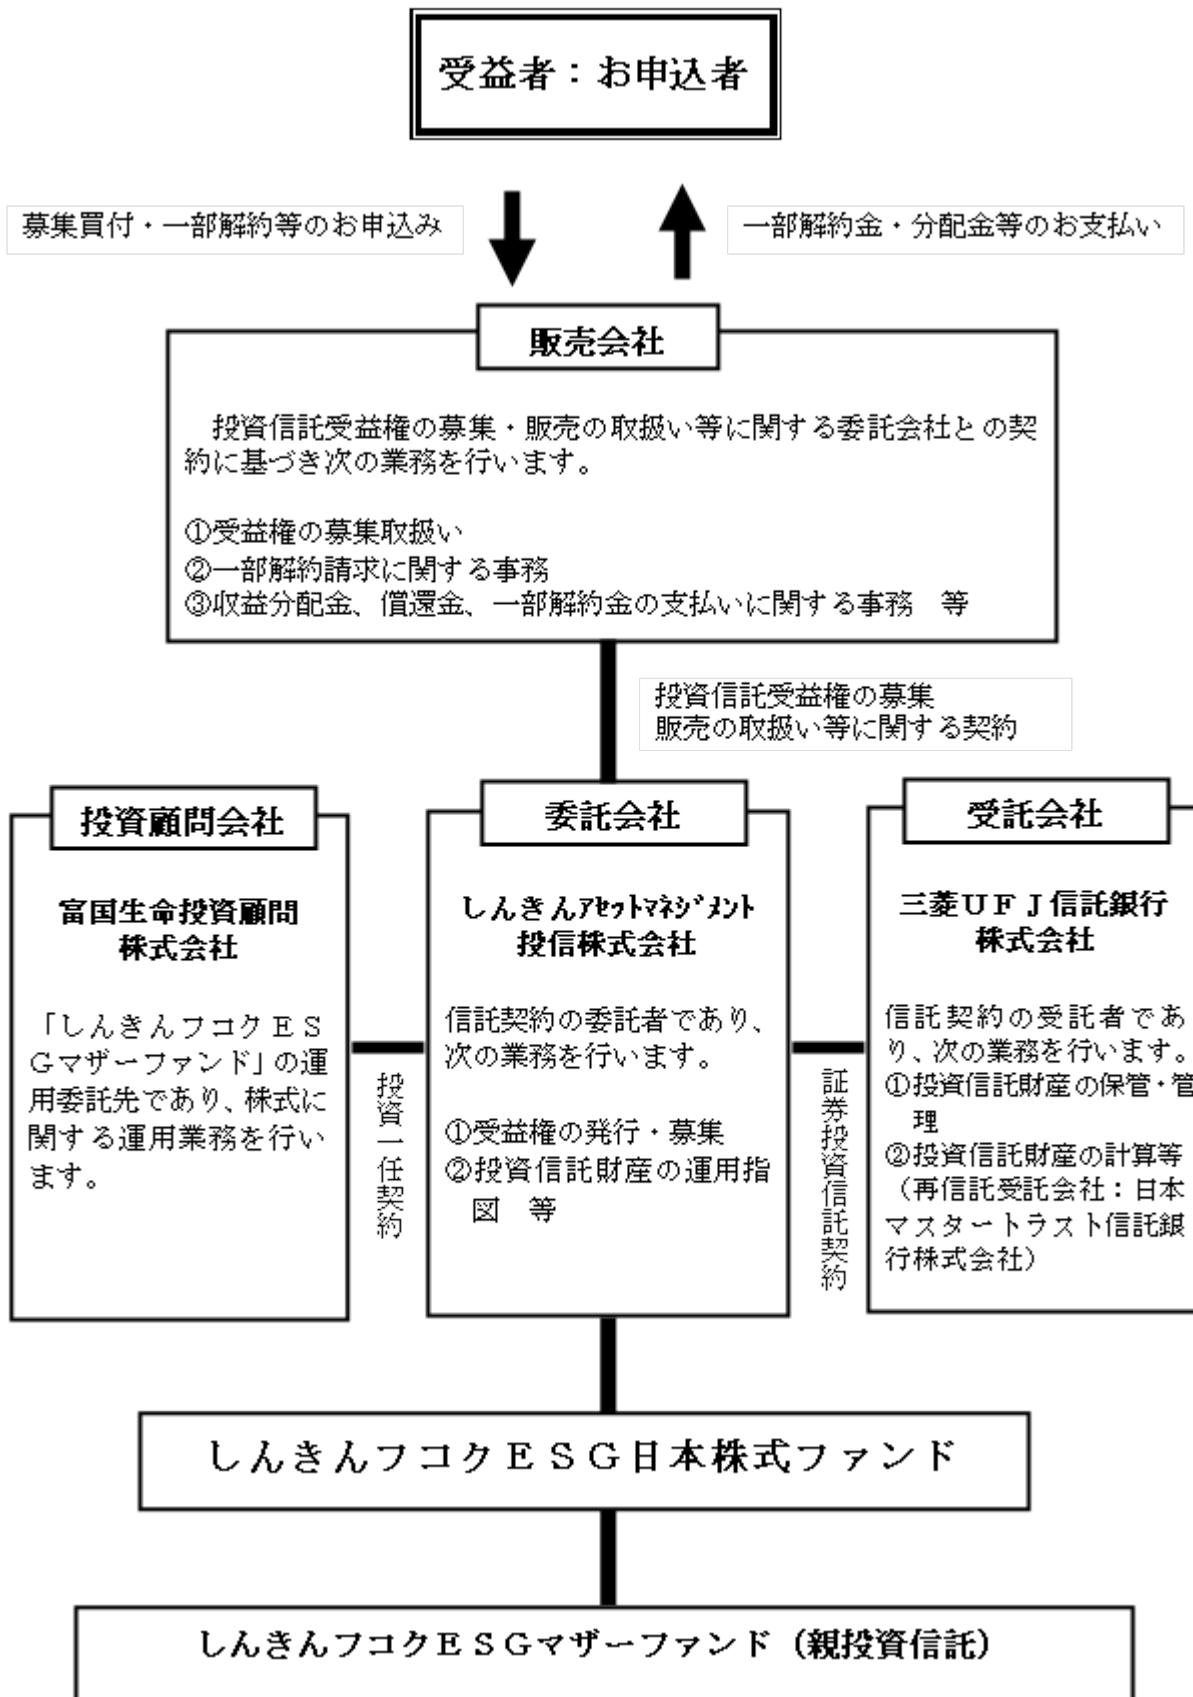 受益者：お申込者
募集買付・一部解約等のお申込み
一部解約金・分配金等のお支払い
販売会社
投資信託受益権の募集・販売の取扱い等に関する委託会社との契
約に基づき次の業務を行います。
①受益権の募集取扱い
②一部解約請求に関する事務
③収益分配金、償還金、一部解約金の支払いに関する事務　等
投資信託受益権の募集
販売の取扱い等に関する契約
投資顧問会社
富国生命投資顧問
株式会社
「しんきんフコクＥＳ
Ｇマザーファンド」の運
用委託先であり、株式に
関する運用業務を行い
ます。
投資一任契約
委託会社
しんきんｱｾｯﾄﾏﾈｼﾞﾒﾝﾄ
投信株式会社
信託契約の委託者であり、
次の業務を行います。
①受益権の発行・募集
②投資信託財産の運用指
図　等
証券投資信託契約
受託会社
三菱ＵＦＪ信託銀行
株式会社
信託契約の受託者であ
り、次の業務を行います。
①投資信託財産の保管・管
理
②投資信託財産の計算等
（再信託受託会社：日本
マスタートラスト信託銀
行株式会社）
しんきんフコクＥＳＧ日本株式ファンド
しんきんフコクＥＳＧマザーファンド（親投資信託）